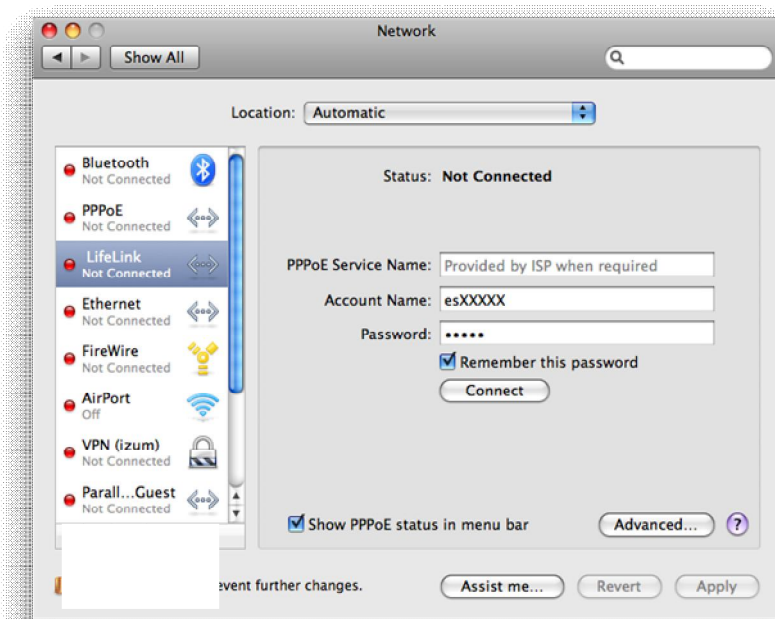 Network
Show All
Location: Automatic
Bluetooth
Not Connected
PPPoE
Not Connected
LifeLink
Not Connected
Ethernet
Not Connected
FireWire
Not Connected
AirPort
Off
VPN (izum)
Not Connected
Parall...Guest
Not Connected
Status: Not Connected
PPPoE Service Name: Provided by ISP when required
Account Name: esXXXXX
Password: •••••
Remember this password
Connect
Show PPPoE status in menu bar
Advanced... ?
further changes.
Assist me... Revert Apply